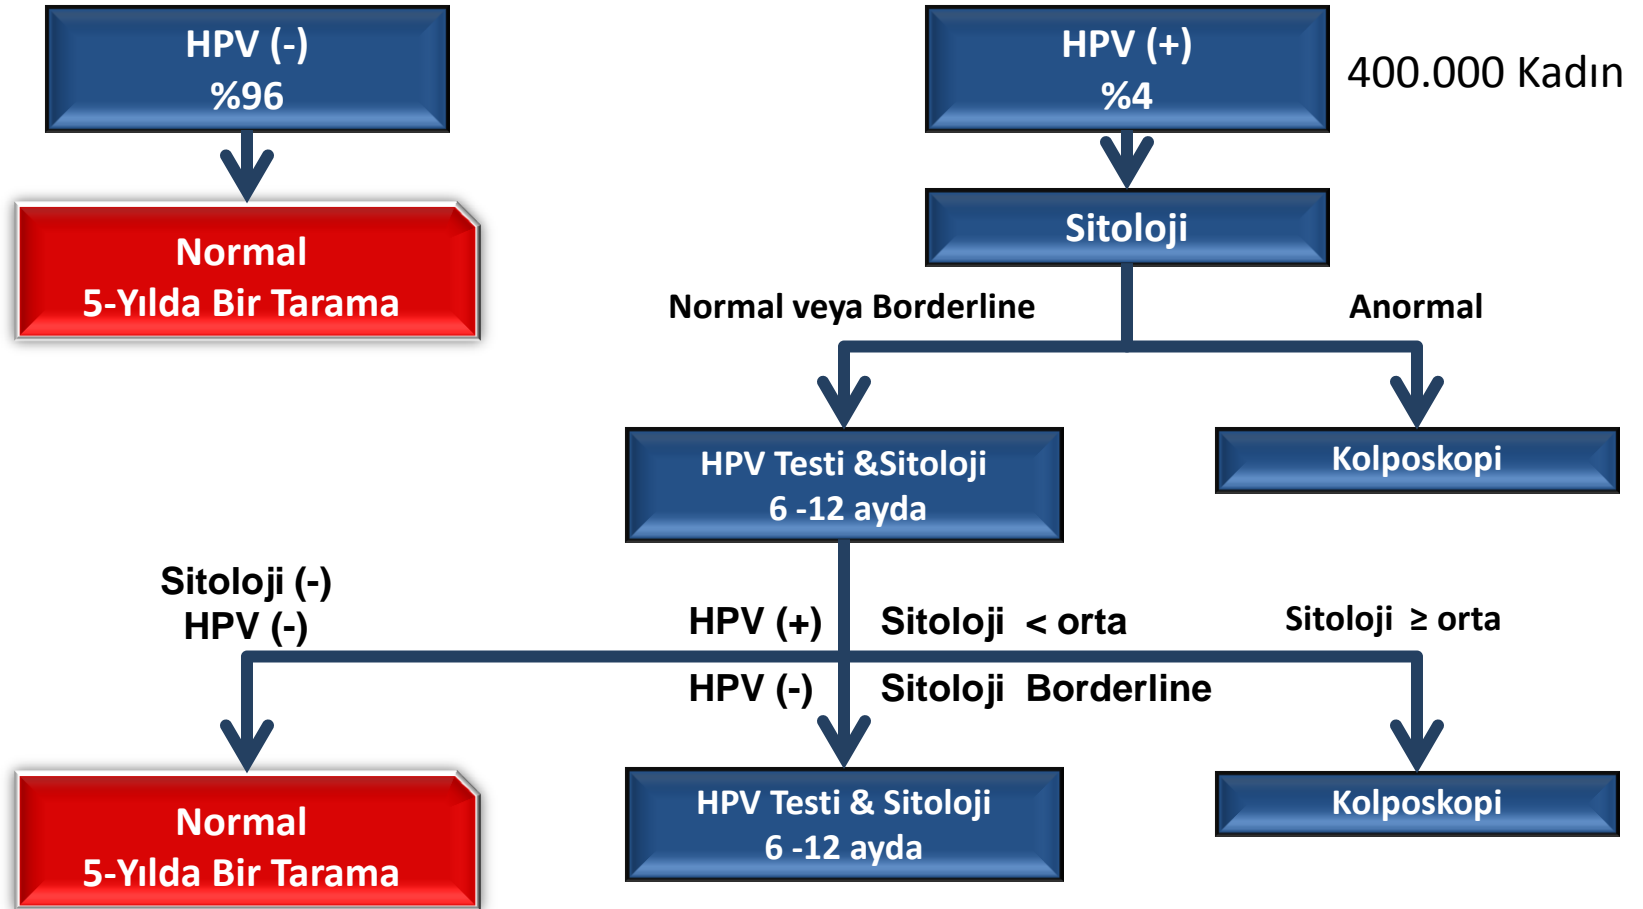 HPV (-)
%96
HPV (+)
%4
400.000 Kadın
Normal
5-Yılda Bir Tarama
Sitoloji
Normal veya Borderline
Anormal
HPV Testi &Sitoloji
6 -12 ayda
Kolposkopi
Sitoloji (-)
HPV (-)
HPV (+) Sitoloji < orta
Sitoloji ≥ orta
HPV (-) Sitoloji Borderline
Normal
5-Yılda Bir Tarama
HPV Testi & Sitoloji
6 -12 ayda
Kolposkopi